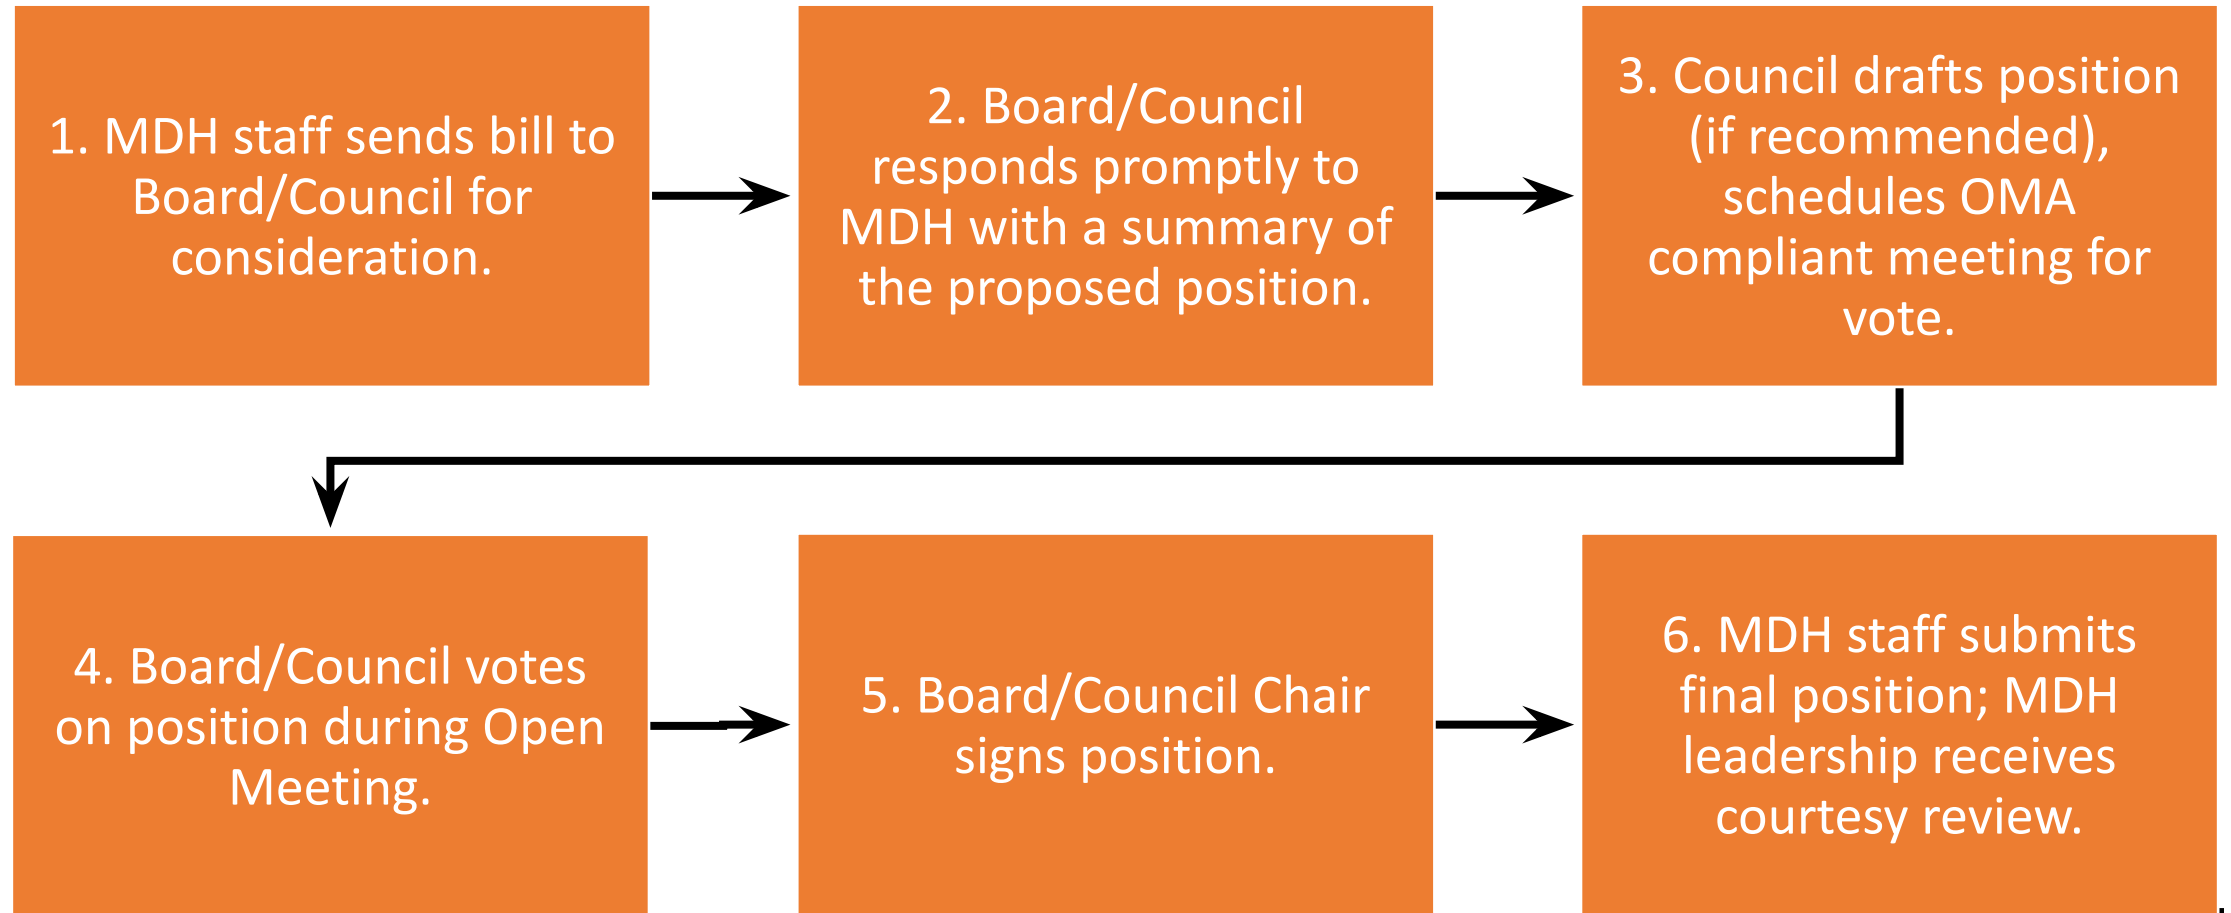 1. MDH staff sends bill to
Board/Council for
consideration.
2. Board/Council
responds promptly to
MDH with a summary of
the proposed position.
3. Council drafts position
(if recommended),
schedules OMA
compliant meeting for
vote.
4. Board/Council votes
on position during Open
Meeting.
5. Board/Council Chair
signs position.
6. MDH staff submits
final position; MDH
leadership receives
courtesy review.